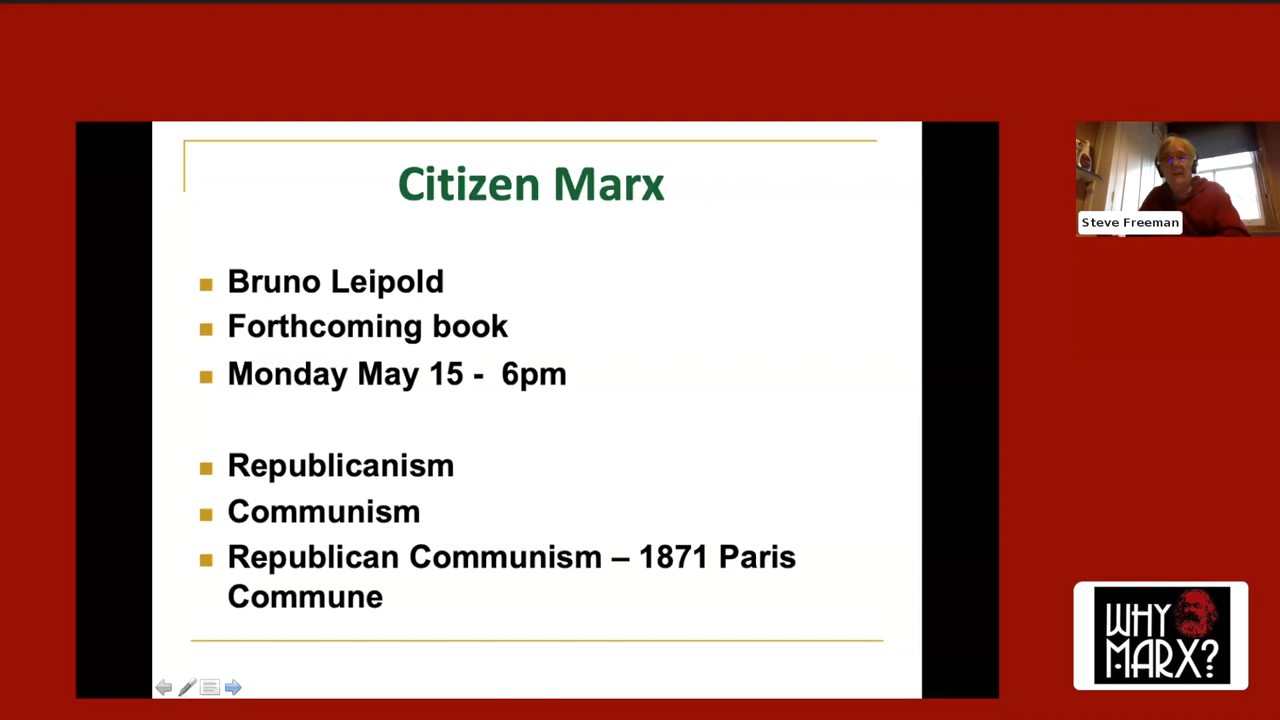 Citizen Marx
Bruno Leipold
Forthcoming book
Monday May 15 - 6pm
Republicanism
Communism
Republican Communism – 1871 Paris
Commune
Steve Freeman
WHY
MARX?